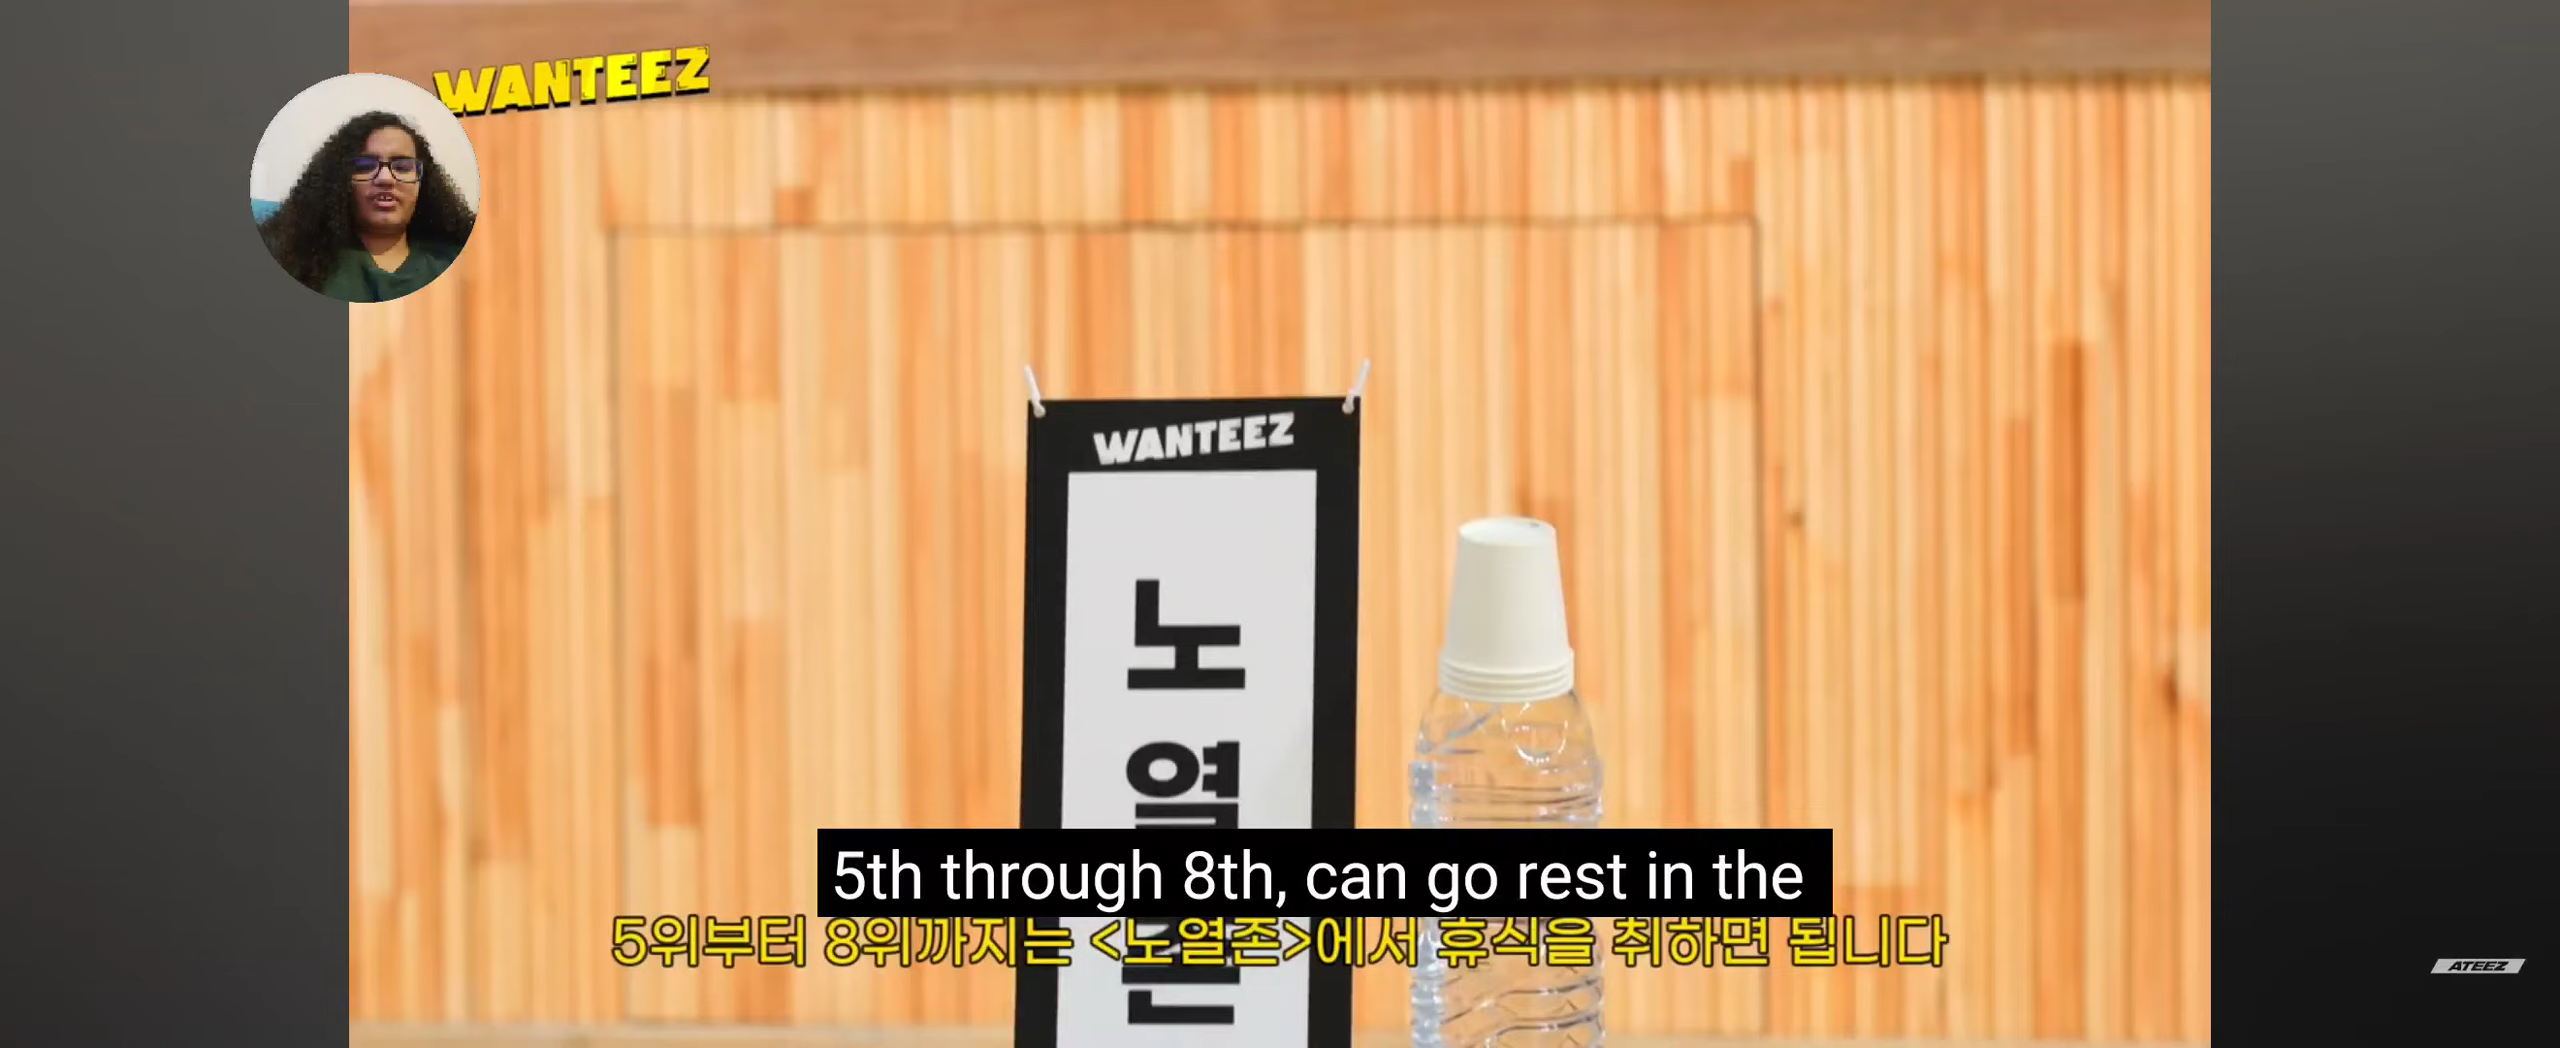 WANTEEZ
WANTEEZ
노
열
존
5th through 8th, can go rest in the
5위부터 8위까지는 <노열존>에서 휴식을 취하면 됩니다
ATEEZ